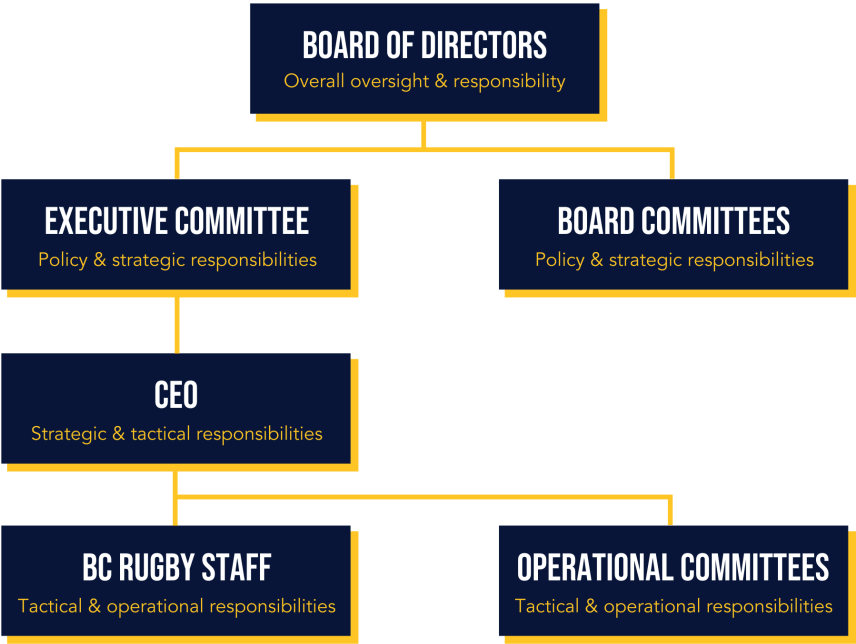 BOARD OF DIRECTORS
Overall oversight & responsibility
EXECUTIVE COMMITTEE
Policy & strategic responsibilities
BOARD COMMITTEES
Policy & strategic responsibilities
CEO
Strategic & tactical responsibilities
BC RUGBY STAFF
Tactical & operational responsibilities
OPERATIONAL COMMITTEES
Tactical & operational responsibilities